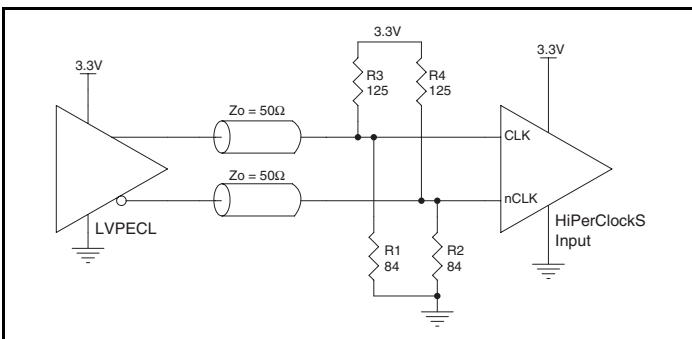 3.3V
3.3V
3.3V
R3
125
R4
125
Zo = 50Ω
CLK
Zo = 50Ω
nCLK
LVPECL
HiPerClockS
Input
R1
84
R2
84